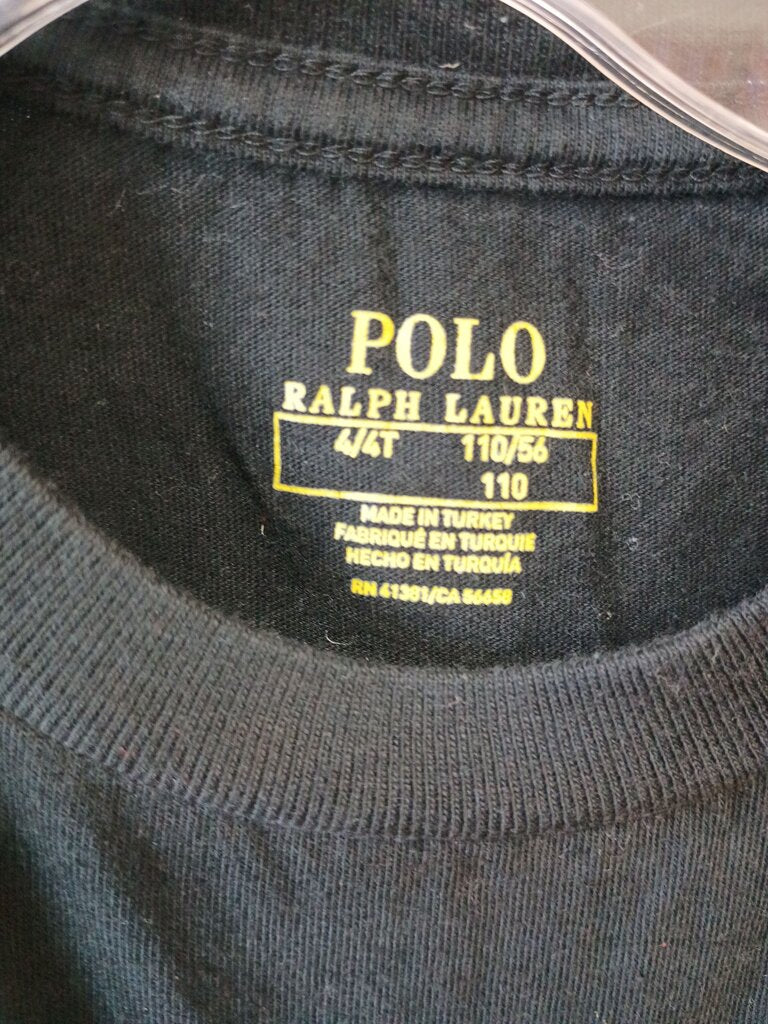 POLO
RALPH LAUREN
4/4T 110/56
110
MADE IN TURKEY
FABRIQUÉ EN TURQUIE
HECHO EN TURQUÍA
RN 41381/CA